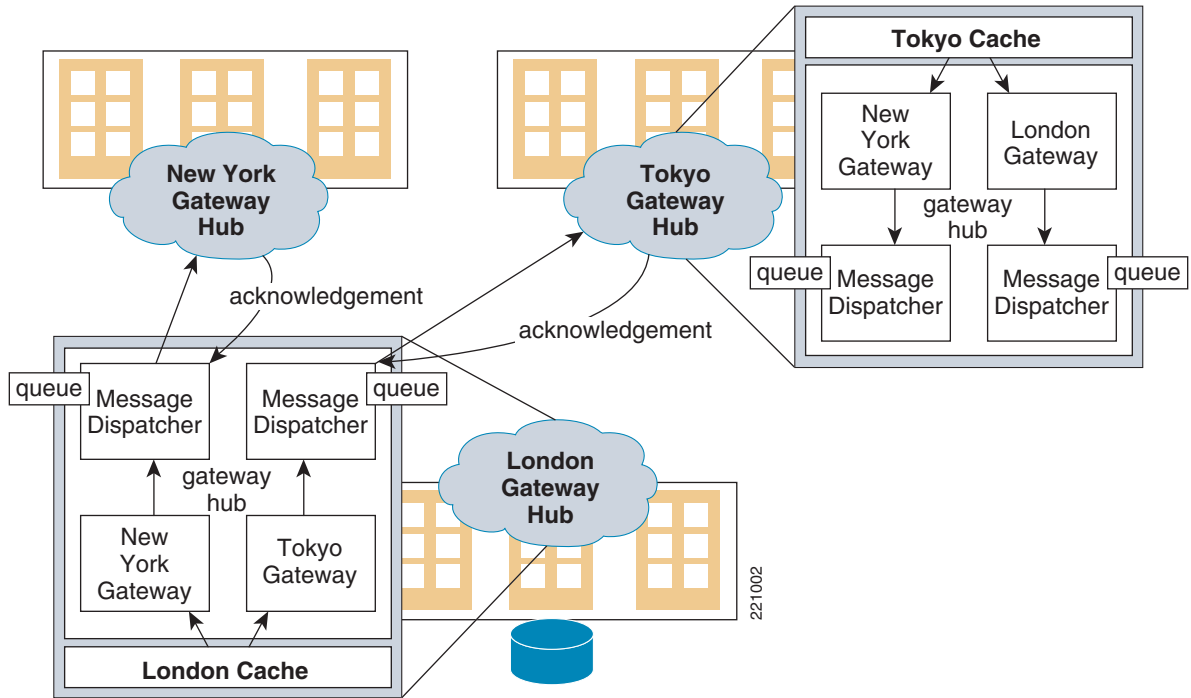 Tokyo Cache
New
York
Gateway
London
Gateway
gateway
hub
queue
Message
Dispatcher
Message
Dispatcher
queue
New York
Gateway
Hub
Tokyo
Gateway
Hub
acknowledgement
acknowledgement
queue
Message
Dispatcher
Message
Dispatcher
queue
gateway
hub
New
York
Gateway
Tokyo
Gateway
London Cache
London
Gateway
Hub
221002